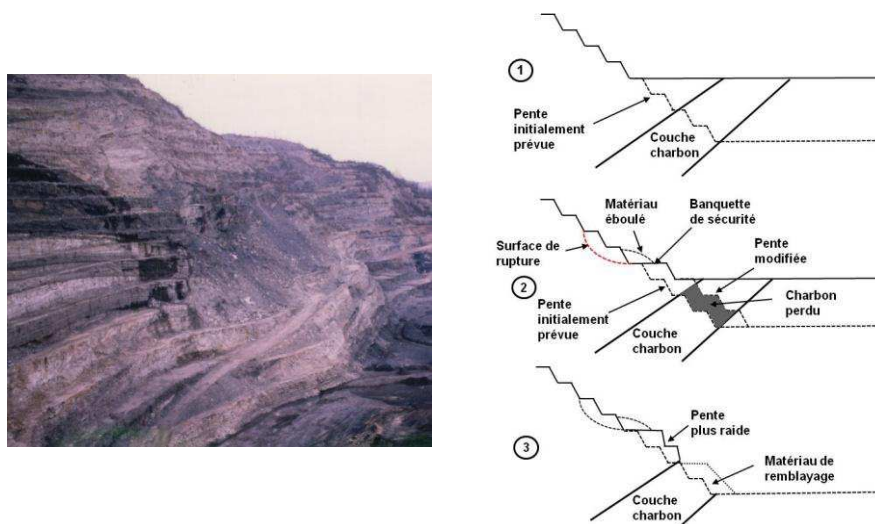 1
Pente
initialement
prévue
Couche
charbon
Matériau
éboulé
Banquette
de sécurité
Surface de
rupture
Pente
modifiée
2
Pente
initialement
prévue
Charbon
perdu
Couche
charbon
Pente
plus raide
3
Matériau de
remblayage
Couche
charbon